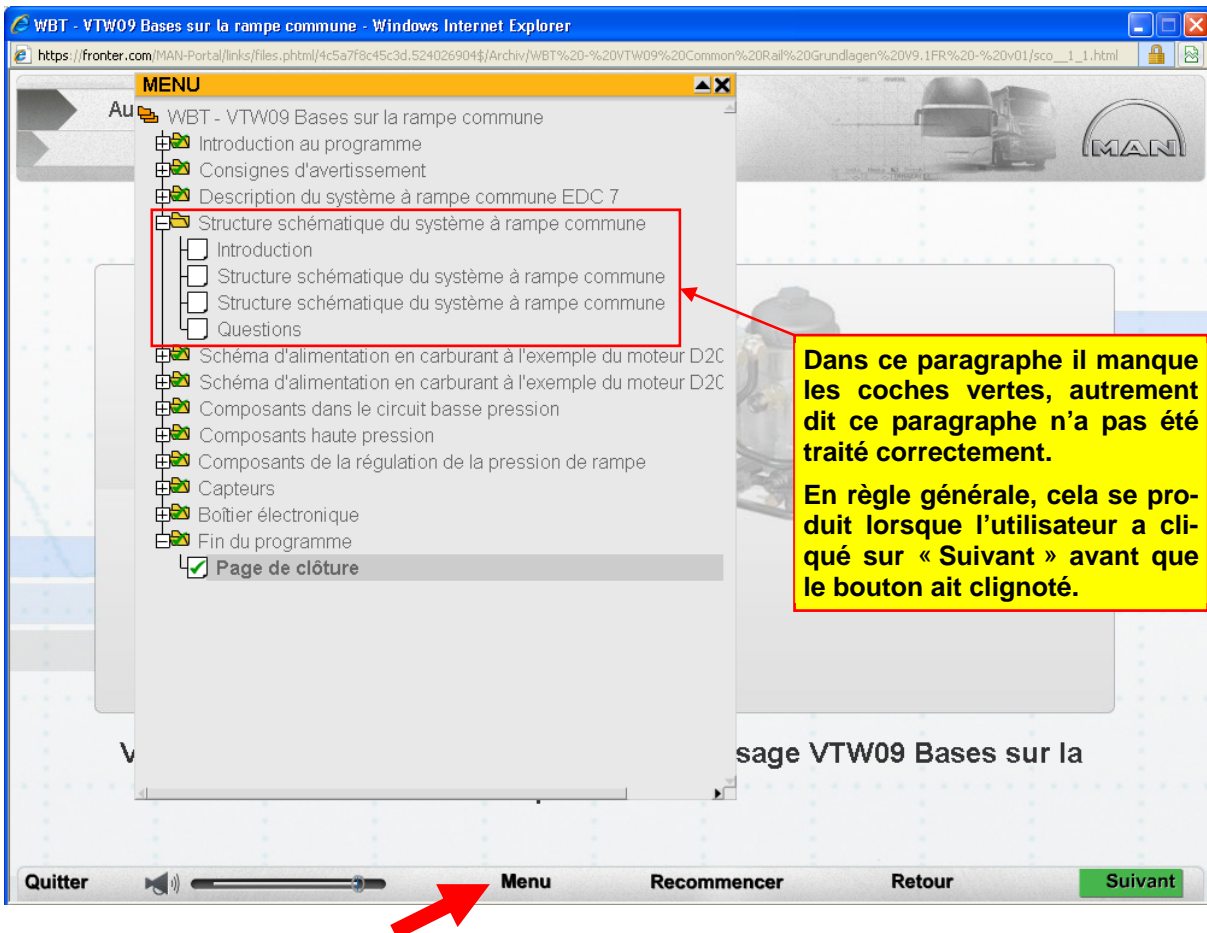 WBT - VTW09 Bases sur la rampe commune - Windows Internet Explorer
https://fronter.com/MAN-Portal/links/files.phtml/4c5a7f8c45c3d.524026904$/Archiv/WBT%20-%20VTW09%20Common%20Rail%20Grundlagen%20V9.1FR%20-%20v01/sco__1_1.html
MENU
Au
WBT - VTW09 Bases sur la rampe commune
Introduction au programme
Consignes d'avertissement
Description du système à rampe commune EDC 7
Structure schématique du système à rampe commune
Introduction
Structure schématique du système à rampe commune
Structure schématique du système à rampe commune
Questions
Schéma d'alimentation en carburant à l'exemple du moteur D2
Schéma d'alimentation en carburant à l'exemple du moteur D2
Composants dans le circuit basse pression
Composants haute pression
Composants de la régulation de la pression de rampe
Capteurs
Boîtier électronique
Fin du programme
Page de clôture
MAN
Dans ce paragraphe il manque
les coches vertes, autrement
dit ce paragraphe n'a pas été
traité correctement.
En règle générale, cela se pro-
duit lorsque l'utilisateur a cli-
qué sur « Suivant » avant que
le bouton ait clignoté.
V sage VTW09 Bases sur la
Quitter Menu Recommencer Retour Suivant